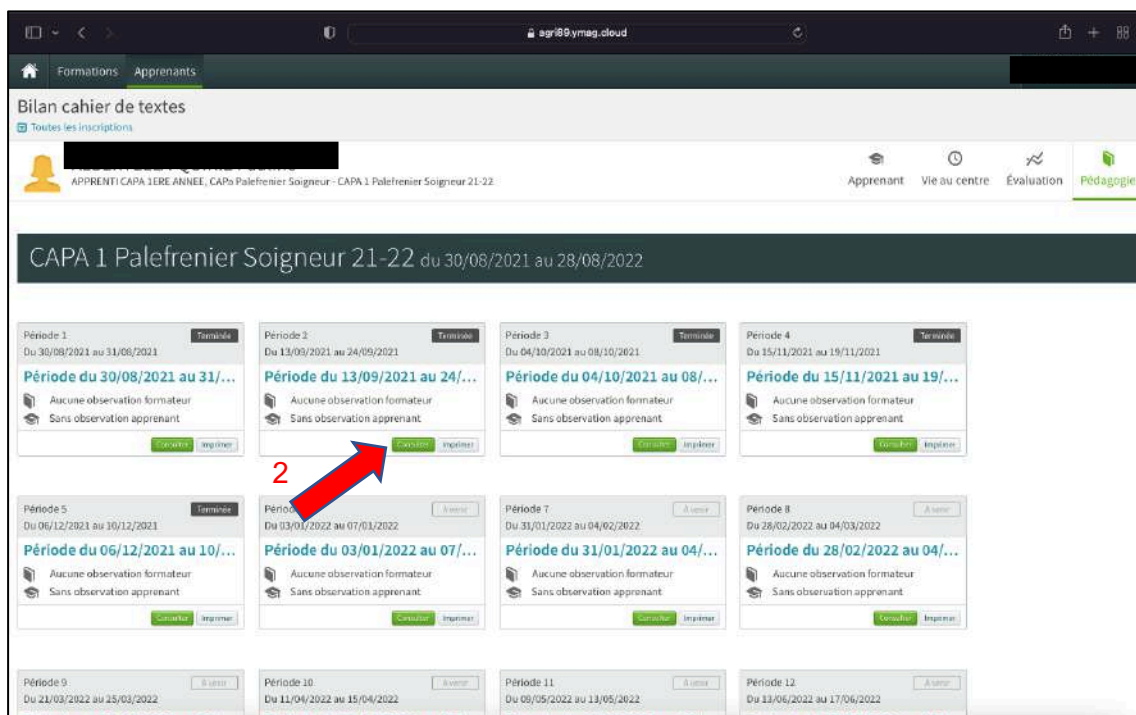 agri89.ymag.cloud
Formations Apprenants
Bilan cahier de textes
Toutes les inscriptions
APPRENTI CAPA 1ERE ANNEE, CAPa Palefrenier Soigneur - CAPA 1 Palefrenier Soigneur 21-22
Apprenant Vie au centre Évaluation Pédagogie
CAPA 1 Palefrenier Soigneur 21-22 du 30/08/2021 au 28/08/2022
Période 1 Terminée
Du 30/08/2021 au 31/08/2021
Période du 30/08/2021 au 31/...
Aucune observation formateur
Sans observation apprenant
Consulter Imprimer
Période 2 Terminée
Du 13/09/2021 au 24/09/2021
Période du 13/09/2021 au 24/...
Aucune observation formateur
Sans observation apprenant
Consulter Imprimer
2
Période 3 Terminée
Du 04/10/2021 au 08/10/2021
Période du 04/10/2021 au 08/...
Aucune observation formateur
Sans observation apprenant
Consulter Imprimer
Période 4 Terminée
Du 15/11/2021 au 19/11/2021
Période du 15/11/2021 au 19/...
Aucune observation formateur
Sans observation apprenant
Consulter Imprimer
Période 5 Terminée
Du 06/12/2021 au 10/12/2021
Période du 06/12/2021 au 10/...
Aucune observation formateur
Sans observation apprenant
Consulter Imprimer
A venir
Du 03/01/2022 au 07/01/2022
Période du 03/01/2022 au 07/...
Aucune observation formateur
Sans observation apprenant
Consulter Imprimer
Période 7 A venir
Du 31/01/2022 au 04/02/2022
Période du 31/01/2022 au 04/...
Aucune observation formateur
Sans observation apprenant
Consulter Imprimer
Période 8 A venir
Du 28/02/2022 au 04/03/2022
Période du 28/02/2022 au 04/...
Aucune observation formateur
Sans observation apprenant
Consulter Imprimer
Période 9 A venir
Du 21/03/2022 au 25/03/2022
Période 10 A venir
Du 11/04/2022 au 15/04/2022
Période 11 A venir
Du 09/05/2022 au 13/05/2022
Période 12 A venir
Du 13/06/2022 au 17/06/2022